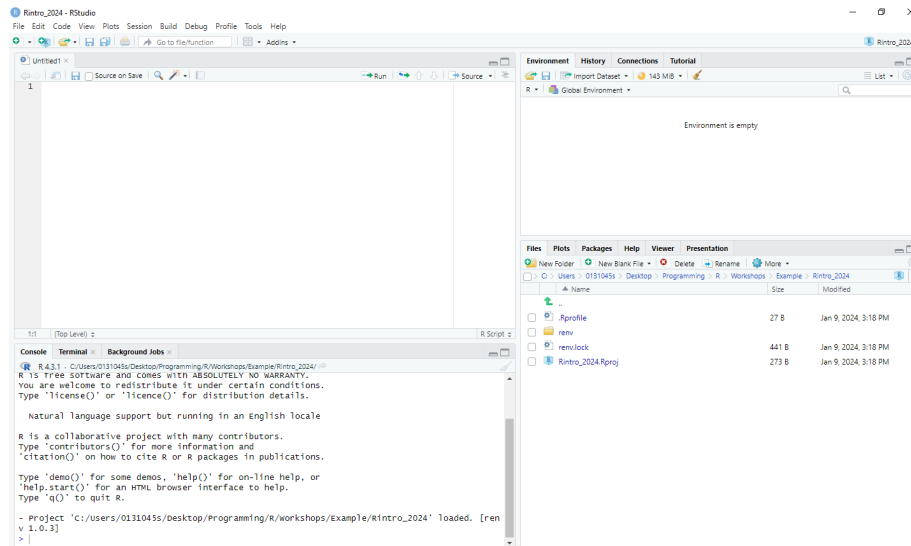 Rintro_2024 - RStudio
File Edit Code View Plots Session Build Debug Profile Tools Help
Go to file/function Addins Rintro_202
Untitled1
Source on Save Run Source
1
1:1 (Top Level) R Script
Console Terminal Background Jobs
R 4.3.1 · C:/Users/0131045s/Desktop/Programming/R/Workshops/Example/Rintro_2024/
R is free software and comes with ABSOLUTELY NO WARRANTY.
You are welcome to redistribute it under certain conditions.
Type 'license()' or 'licence()' for distribution details.
Natural language support but running in an English locale
R is a collaborative project with many contributors.
Type 'contributors()' for more information and
'citation()' on how to cite R or R packages in publications.
Type 'demo()' for some demos, 'help()' for on-line help, or
'help.start()' for an HTML browser interface to help.
Type 'q()' to quit R.
- Project 'C:/Users/0131045s/Desktop/Programming/R/Workshops/Example/Rintro_2024' loaded. [ren
v 1.0.3]
>
Environment History Connections Tutorial
Import Dataset 143 MiB List
R Global Environment
Environment is empty
Files Plots Packages Help Viewer Presentation
New Folder New Blank File Delete Rename More
C: > Users > 0131045s > Desktop > Programming > R > Workshops > Example > Rintro_2024
Name Size Modified
..
.Rprofile 27 B Jan 9, 2024, 3:18 PM
renv
renv.lock 441 B Jan 9, 2024, 3:18 PM
Rintro_2024.Rproj 273 B Jan 9, 2024, 3:18 PM